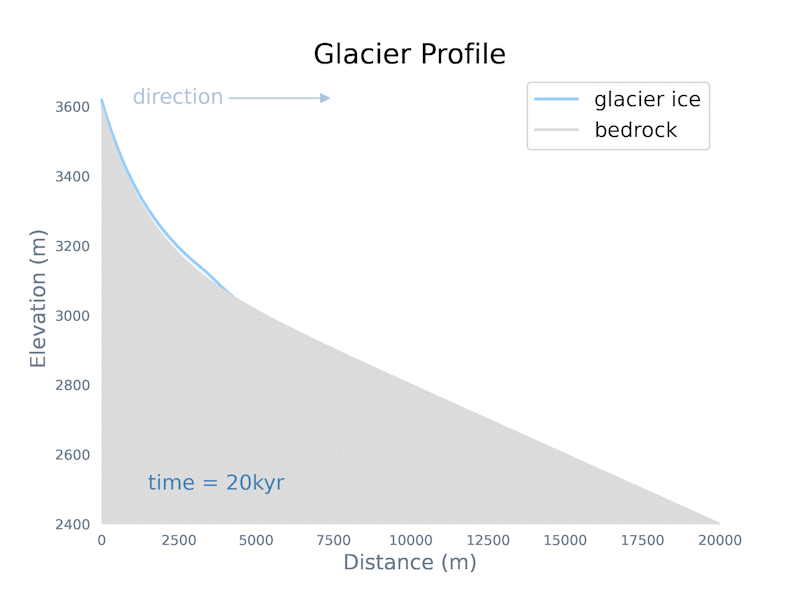 Glacier Profile
direction
glacier ice
bedrock
3600
3400
3200
3000
2800
2600
2400
Elevation (m)
time = 20kyr
0 2500 5000 7500 10000 12500 15000 17500 20000
Distance (m)